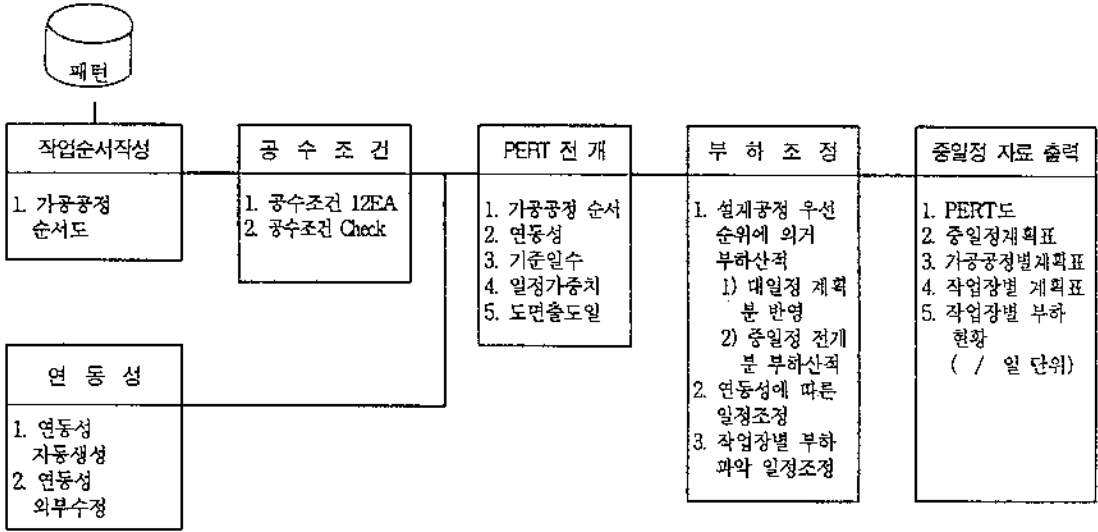 패턴
작업순서작성
1. 가공공정
순서도
공 수 조 건
1. 공수조건 12EA
2. 공수조건 Check
연 동 성
1. 연동성
자동생성
2. 연동성
외부수정
PERT 전 개
1. 가공공정 순서
2. 연동성
3. 기준일수
4. 일정가중치
5. 도면출도일
부 하 조 정
1. 설계공정 우선
순위에 의거
부하산적
1) 대일정 계획
분 반영
2) 중일정 전개
분 부하산적
2. 연동성에 따른
일정조정
3. 작업장별 부하
파악 일정조정
중일정 자료 출력
1. PERT도
2. 중일정계획표
3. 가공공정별계획표
4. 작업장별 계획표
5. 작업장별 부하
현황
( / 일 단위)